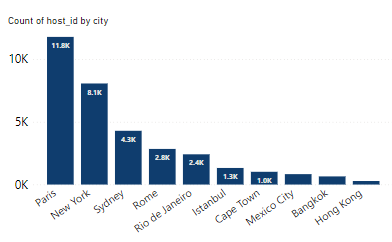 Count of host_id by city
10K
5K
0K
11.8K
8.1K
4.3K
2.8K
2.4K
1.3K
1.0K
Paris
New York
Sydney
Rome
Rio de Janeiro
Istanbul
Cape Town
Mexico City
Bangkok
Hong Kong